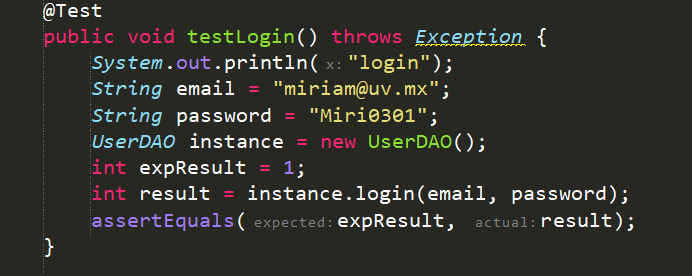 @Test
public void testLogin() throws Exception {
System.out.println( x: "login");
String email = "miriam@uv.mx";
String password = "Miri0301";
UserDAO instance = new UserDAO();
int expResult = 1;
int result = instance.login(email, password);
assertEquals( expected: expResult, actual: result);
}